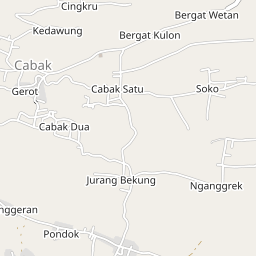 Cingkru
Bergat Wetan
Kedawung
Bergat Kulon
Cabak
Gerot
Cabak Satu
Soko
Cabak Dua
Jurang Bekung
Nganggrek
nggeran
Pondok